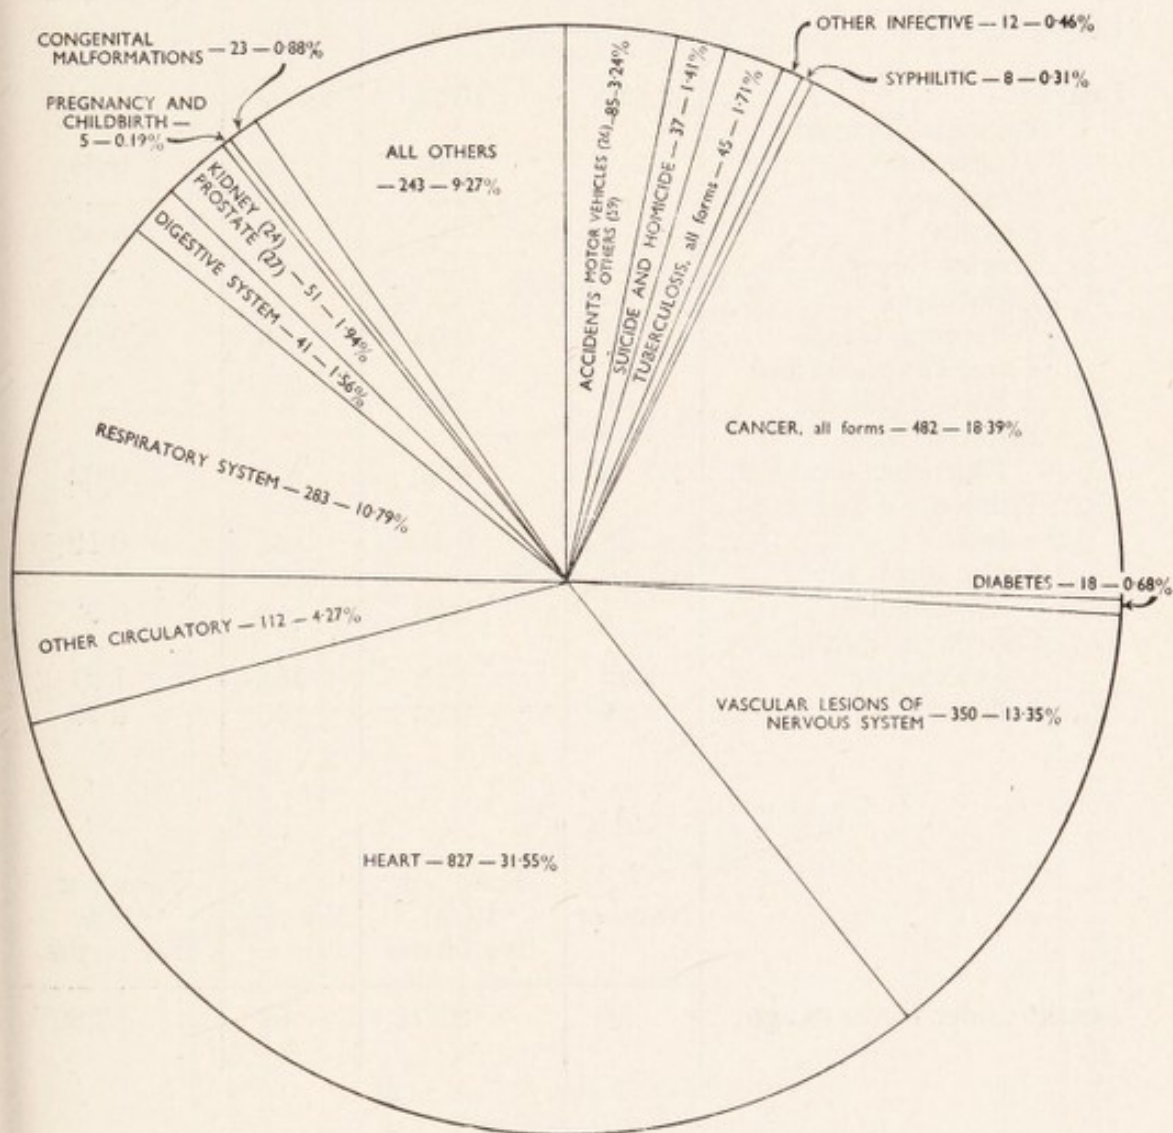 OTHER INFECTIVE — 12 — 0·46%
SYPHILITIC — 8 — 0·31%
CONGENITAL
MALFORMATIONS — 23 — 0·88%
PREGNANCY AND
CHILDBIRTH —
5 — 0.19%
ALL OTHERS
— 243 — 9·27%
ACCIDENTS MOTOR VEHICLES (26) — 85 — 3·24%
OTHERS (59)
SUICIDE AND HOMICIDE — 37 — 1·41%
TUBERCULOSIS, all forms — 45 — 1·71%
KIDNEY (24)
PROSTATE (27) — 51 — 1·94%
DIGESTIVE SYSTEM — 41 — 1·56%
RESPIRATORY SYSTEM — 283 — 10·79%
CANCER, all forms — 482 — 18·39%
DIABETES — 18 — 0·68%
OTHER CIRCULATORY — 112 — 4·27%
VASCULAR LESIONS OF
NERVOUS SYSTEM — 350 — 13·35%
HEART — 827 — 31·55%